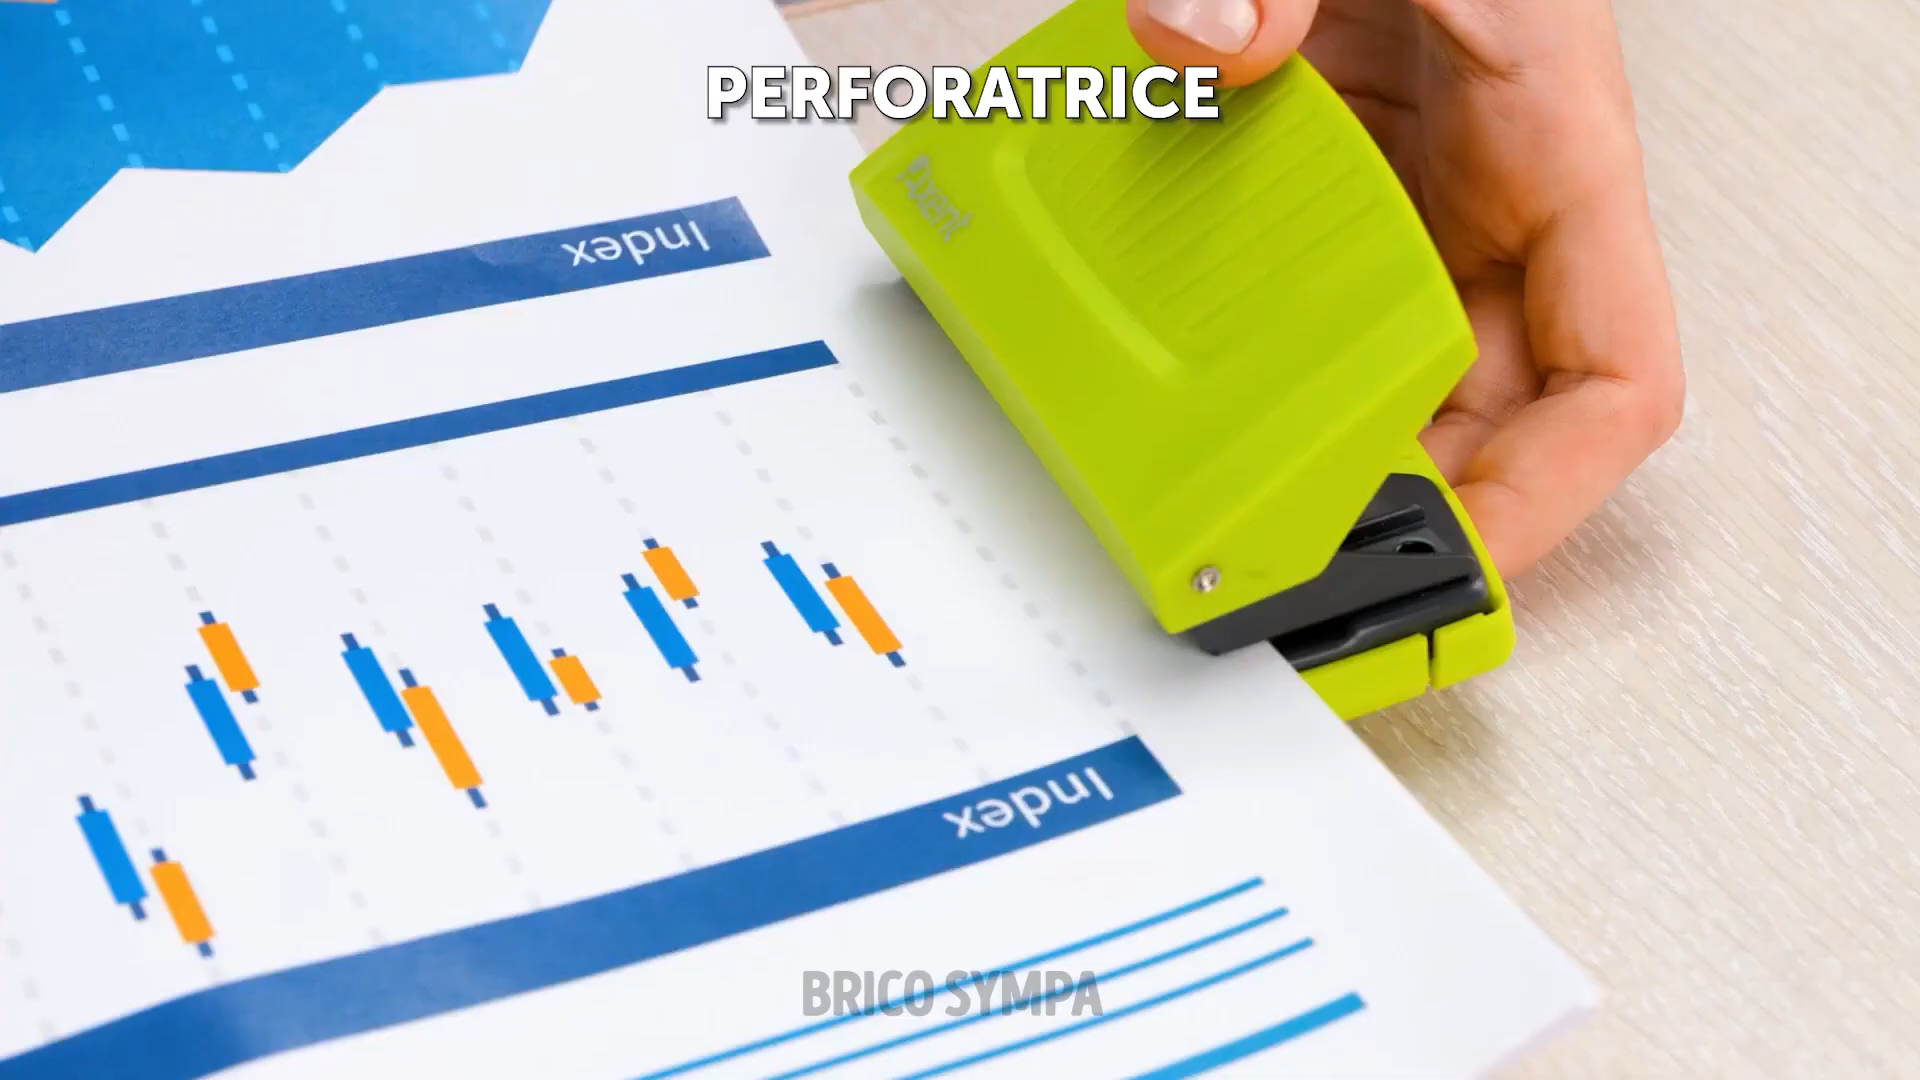 PERFORATRICE
Axent
Index
Index
BRICO SYMPA